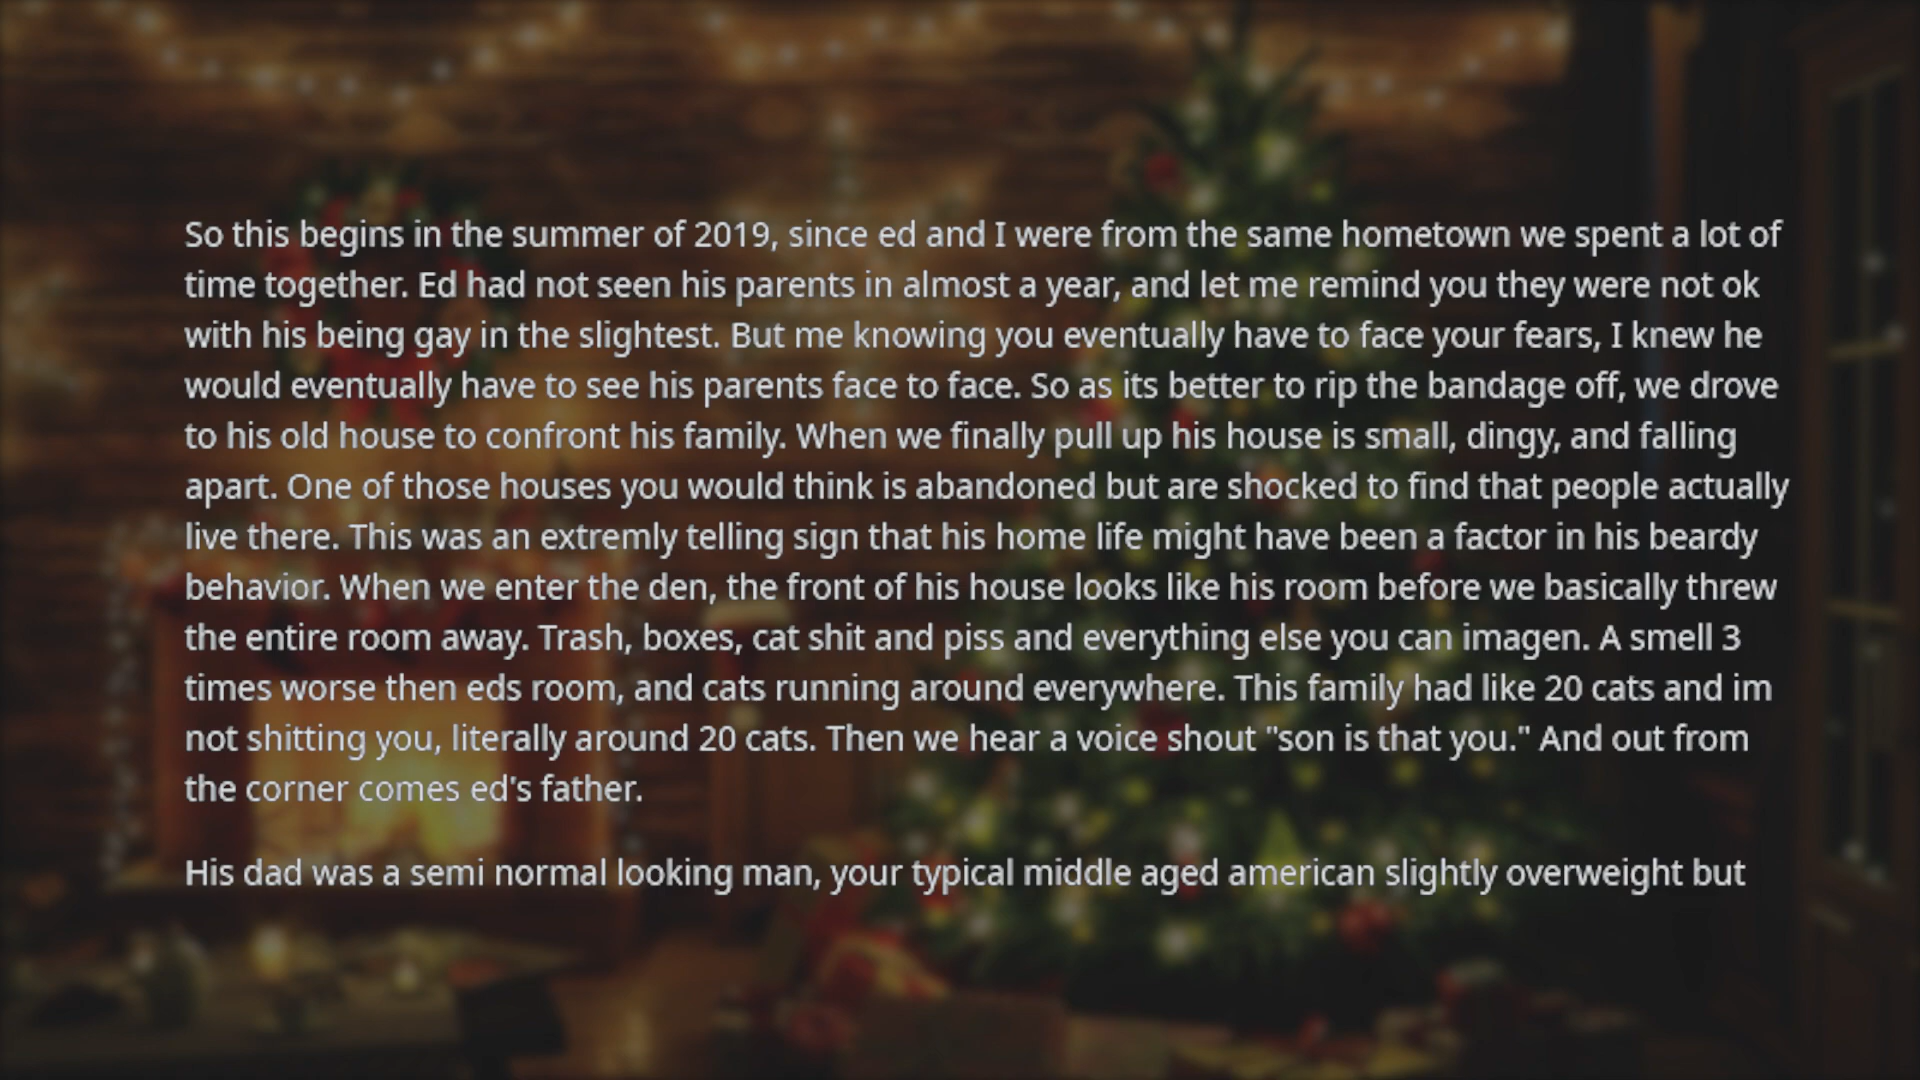 So this begins in the summer of 2019, since ed and I were from the same hometown we spent a lot of
time together. Ed had not seen his parents in almost a year, and let me remind you they were not ok
with his being gay in the slightest. But me knowing you eventually have to face your fears, I knew he
would eventually have to see his parents face to face. So as its better to rip the bandage off, we drove
to his old house to confront his family. When we finally pull up his house is small, dingy, and falling
apart. One of those houses you would think is abandoned but are shocked to find that people actually
live there. This was an extremly telling sign that his home life might have been a factor in his beardy
behavior. When we enter the den, the front of his house looks like his room before we basically threw
the entire room away. Trash, boxes, cat shit and piss and everything else you can imagen. A smell 3
times worse then eds room, and cats running around everywhere. This family had like 20 cats and im
not shitting you, literally around 20 cats. Then we hear a voice shout "son is that you." And out from
the corner comes ed's father.
His dad was a semi normal looking man, your typical middle aged american slightly overweight but